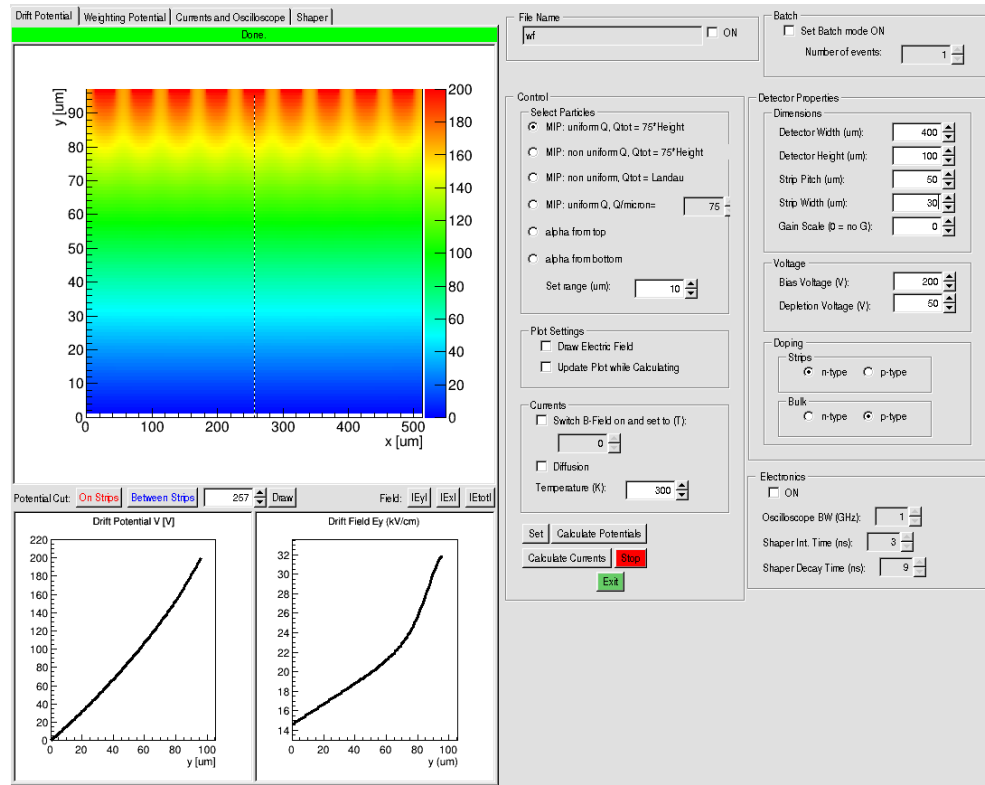 Drift Potential Weighting Potential Currents and Oscilloscope Shaper
Done.
y [um]
90
80
70
60
50
40
30
20
10
0
0 100 200 300 400 500
x [um]
200
180
160
140
120
100
80
60
40
20
0
Potential Cut: On Strips Between Strips 257 Draw Field: IEyI IExI IEtotI
Drift Potential V [V]
220
200
180
160
140
120
100
80
60
40
20
0
0 20 40 60 80 100
y [um]
Drift Field Ey (kV/cm)
32
30
28
26
24
22
20
18
16
14
0 20 40 60 80 100
y (um)
File Name
wf ON
Batch
Set Batch mode ON
Number of events: 1
Control
Select Particles
MIP: uniform Q, Qtot = 75*Height
MIP: non uniform Q, Qtot = 75*Height
MIP: non uniform, Qtot = Landau
MIP: uniform Q, Q/micron= 75
alpha from top
alpha from bottom
Set range (um): 10
Plot Settings
Draw Electric Field
Update Plot while Calculating
Currents
Switch B-Field on and set to (T):
0
Diffusion
Temperature (K): 300
Set Calculate Potentials
Calculate Currents Stop
Exit
Detector Properties
Dimensions
Detector Width (um): 400
Detector Height (um): 100
Strip Pitch (um): 50
Strip Width (um): 30
Gain Scale (0 = no G): 0
Voltage
Bias Voltage (V): 200
Depletion Voltage (V): 50
Doping
Strips
n-type p-type
Bulk
n-type p-type
Electronics
ON
Oscilloscope BW (GHz): 1
Shaper Int. Time (ns): 3
Shaper Decay Time (ns): 9